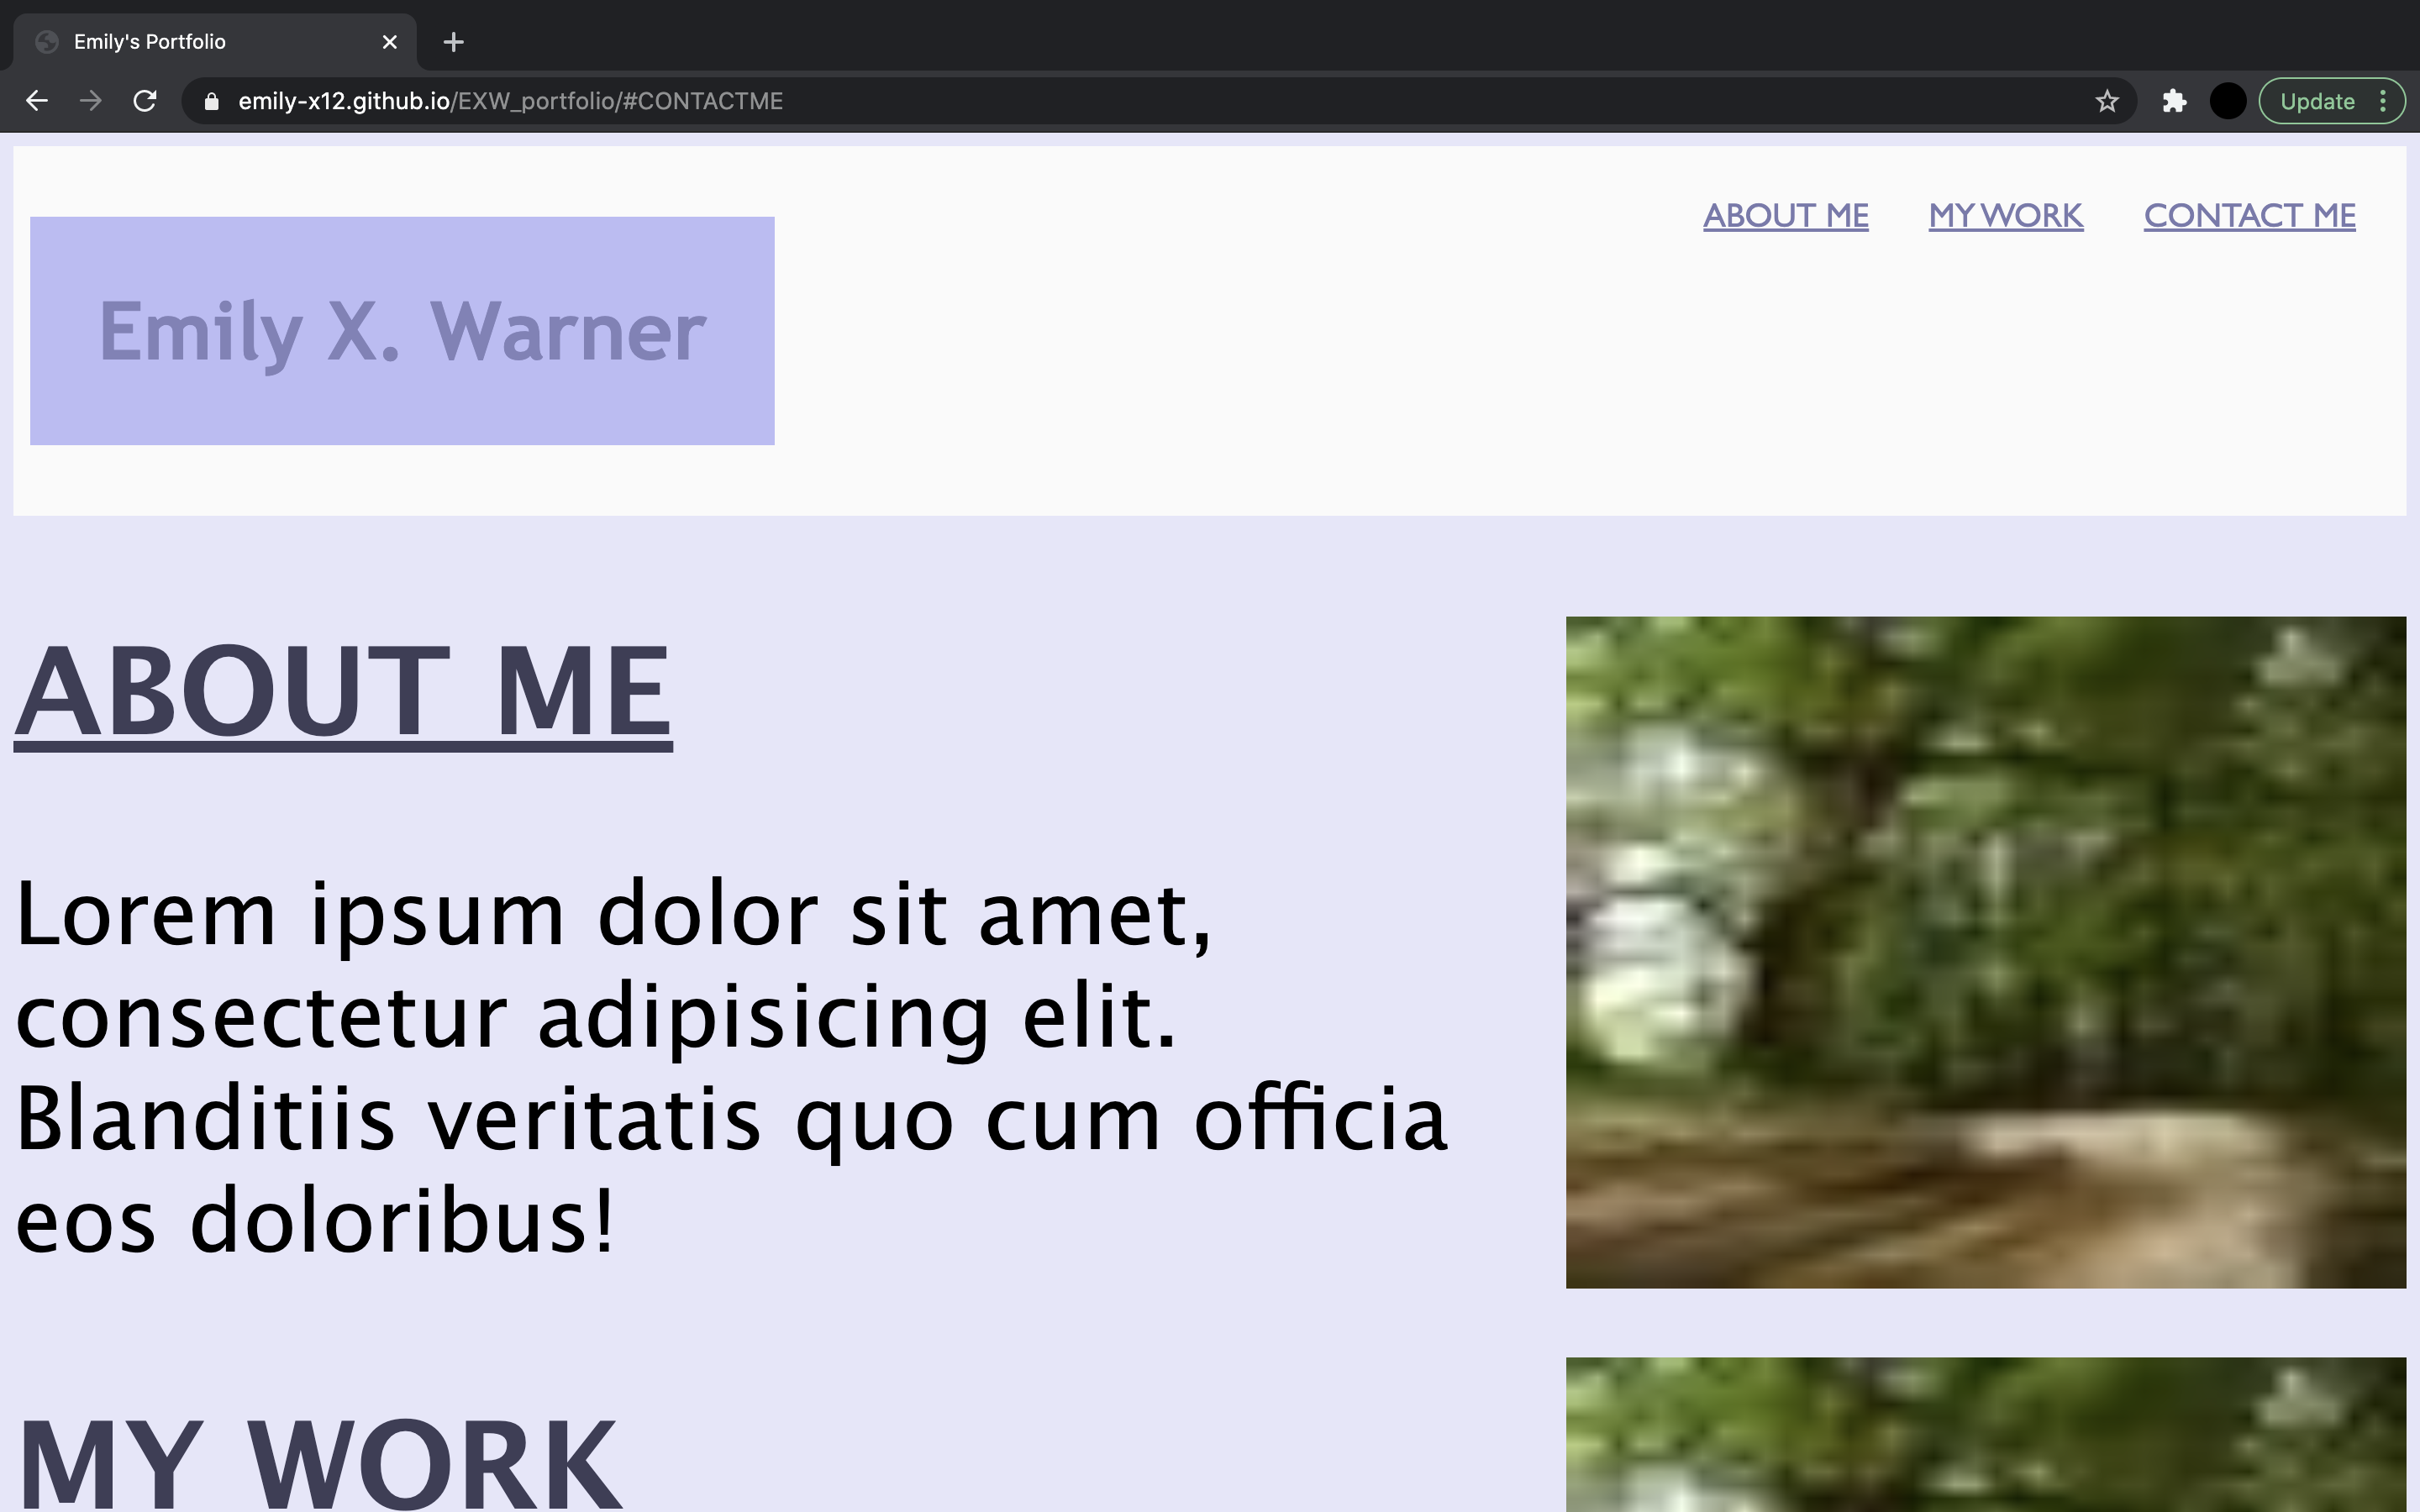 Emily's Portfolio
emily-x12.github.io/EXW_portfolio/#CONTACTME
Update
ABOUT ME MY WORK CONTACT ME
Emily X. Warner
ABOUT ME
Lorem ipsum dolor sit amet,
consectetur adipisicing elit.
Blanditiis veritatis quo cum officia
eos doloribus!
MY WORK